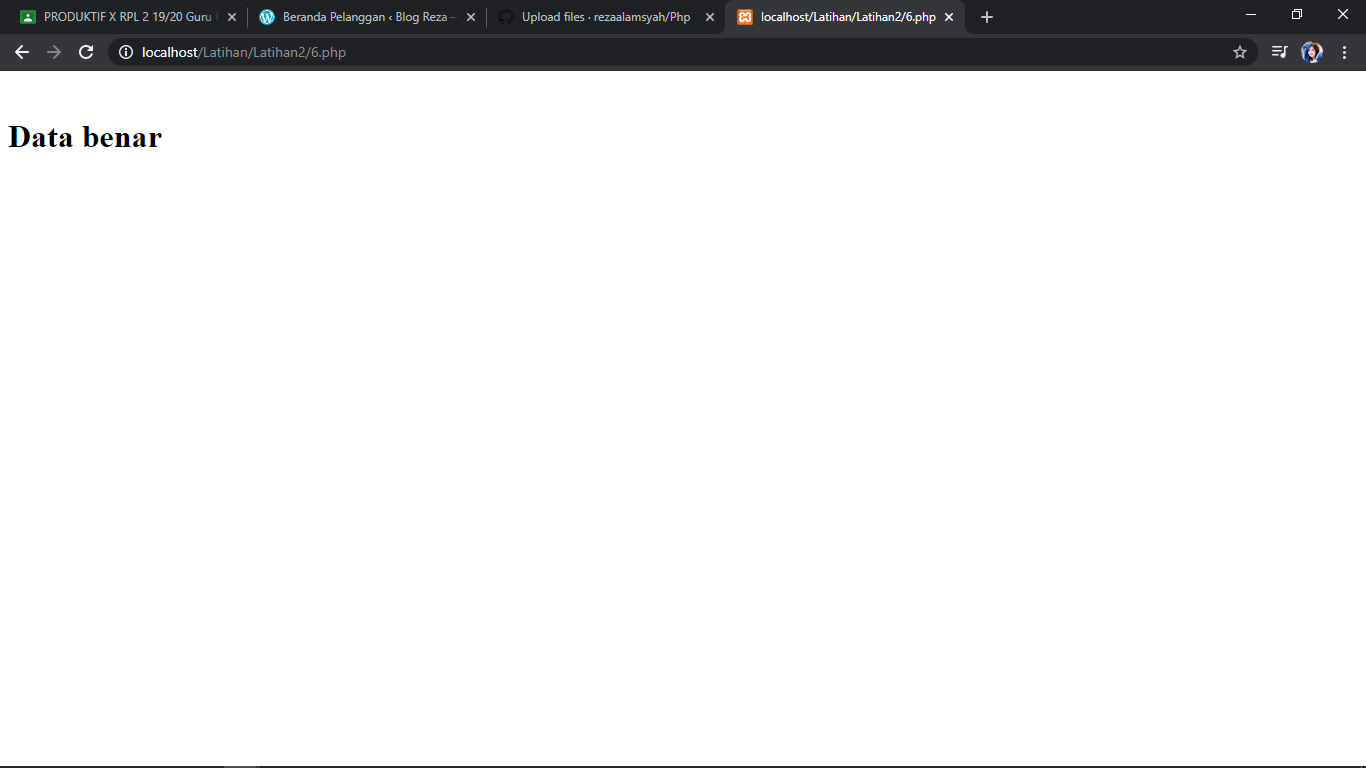 PRODUKTIF X RPL 2 19/20 Guru
Beranda Pelanggan ‹ Blog Reza —
Upload files · rezaalamsyah/Php
localhost/Latihan/Latihan2/6.php
localhost/Latihan/Latihan2/6.php
Data benar